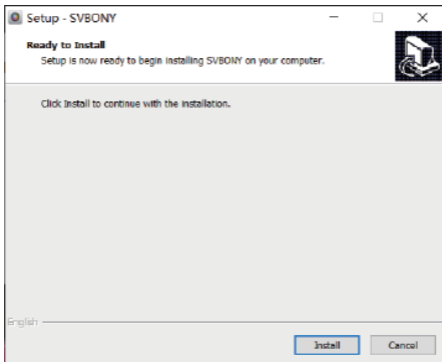 Setup - SVBONY
Ready to Install
Setup is now ready to begin installing SVBONY on your computer.
Click Install to continue with the installation.
English
Install
Cancel